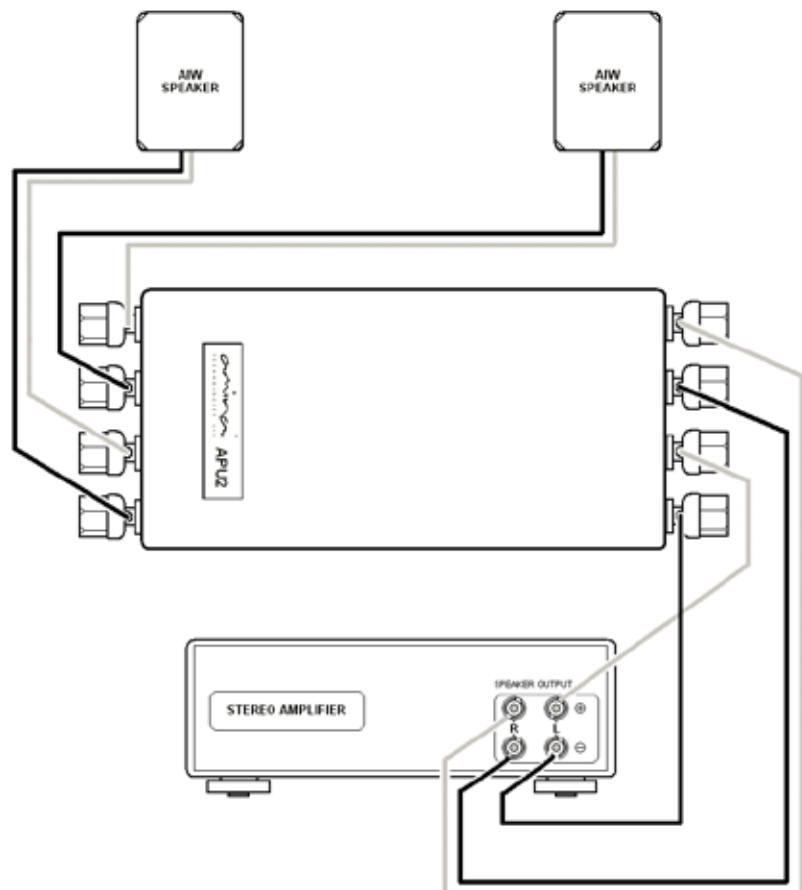 AIW
SPEAKER
AIW
SPEAKER
APU2
SPEAKER OUTPUT
STEREO AMPLIFIER
R
L